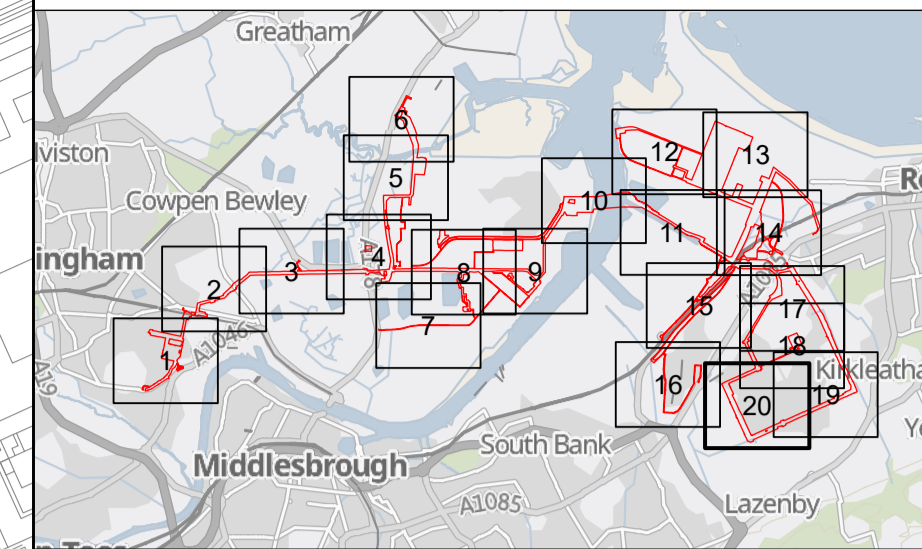 Greatham
6
12
13
lviston
5
Cowpen Bewley
10
11
14
ingham
4
3
8
9
2
A1046
15
17
7
1
18
A19
16
Kirkleatha
19
20
South Bank
Middlesbrough
A1085
Lazenby